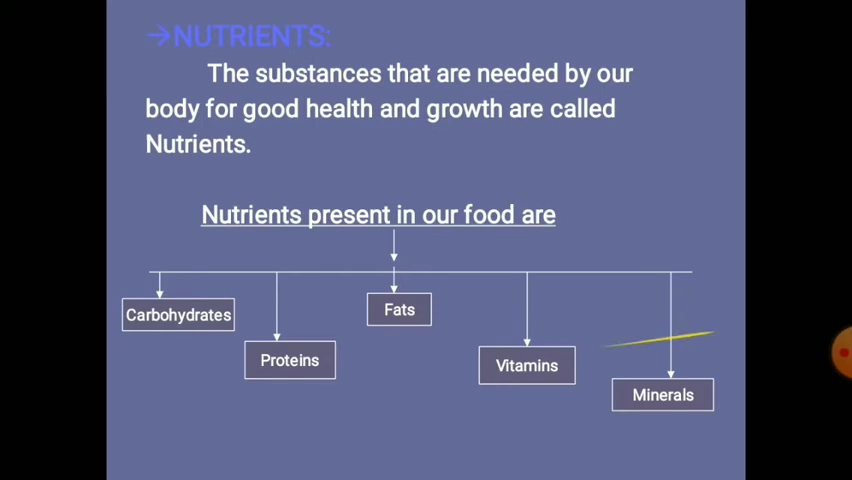 →NUTRIENTS:
The substances that are needed by our
body for good health and growth are called
Nutrients.
Nutrients present in our food are
Carbohydrates
Proteins
Fats
Vitamins
Minerals